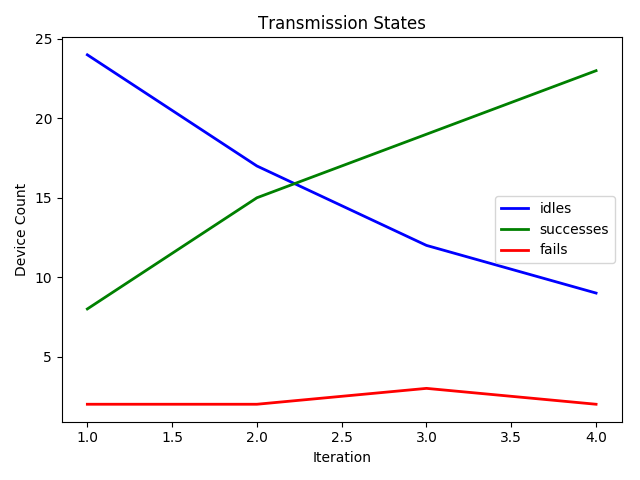 Transmission States
Device Count
25
20
15
10
5
idles
successes
fails
1.0 1.5 2.0 2.5 3.0 3.5 4.0
Iteration